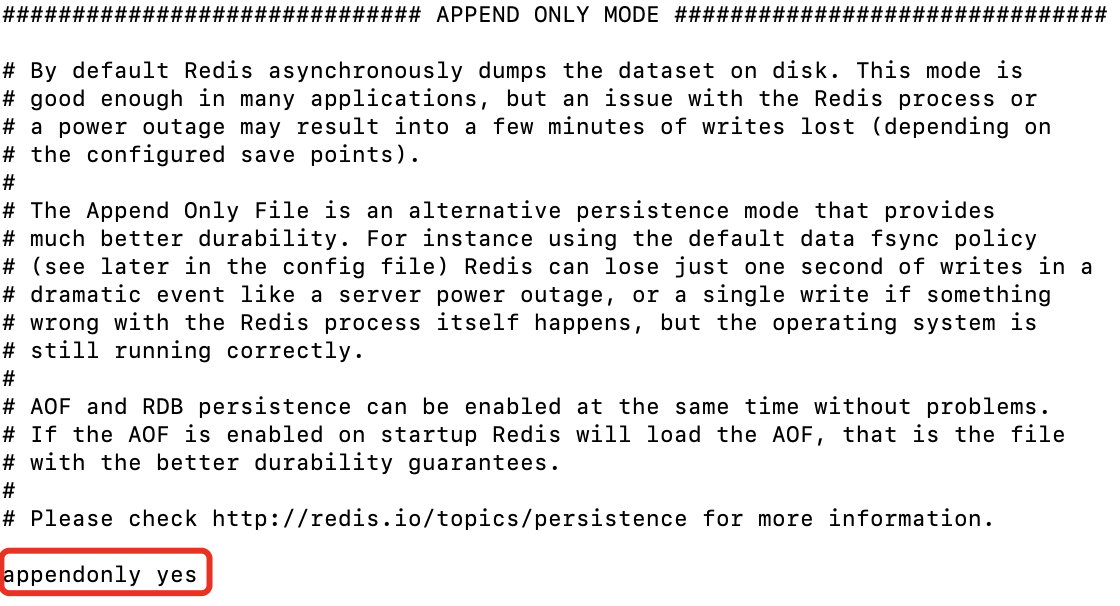 ############################## APPEND ONLY MODE ###############################
# By default Redis asynchronously dumps the dataset on disk. This mode is
# good enough in many applications, but an issue with the Redis process or
# a power outage may result into a few minutes of writes lost (depending on
# the configured save points).
#
# The Append Only File is an alternative persistence mode that provides
# much better durability. For instance using the default data fsync policy
# (see later in the config file) Redis can lose just one second of writes in a
# dramatic event like a server power outage, or a single write if something
# wrong with the Redis process itself happens, but the operating system is
# still running correctly.
#
# AOF and RDB persistence can be enabled at the same time without problems.
# If the AOF is enabled on startup Redis will load the AOF, that is the file
# with the better durability guarantees.
#
# Please check http://redis.io/topics/persistence for more information.
appendonly yes